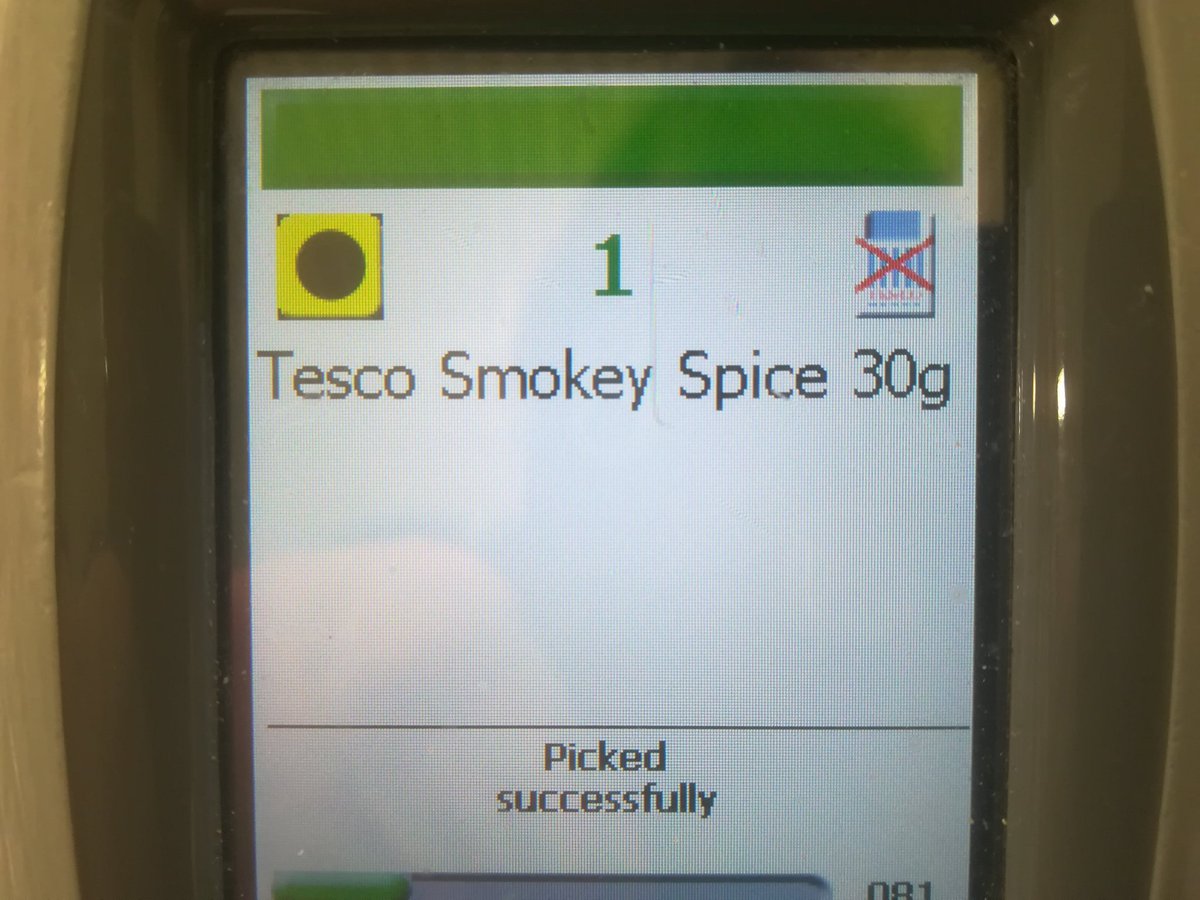 1
Tesco Smokey Spice 30g
Picked
successfully
081